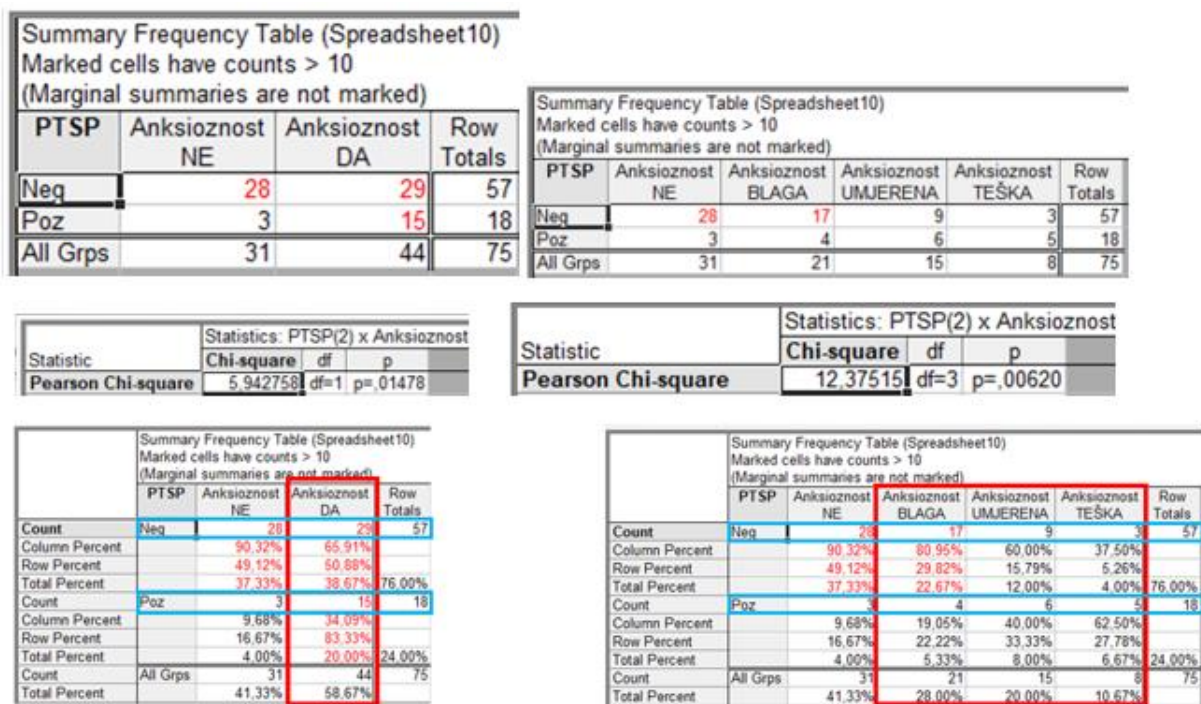 Summary Frequency Table (Spreadsheet10)
Marked cells have counts > 10
(Marginal summaries are not marked)
PTSP Anksioznost NE Anksioznost DA Row Totals
Neg 28 29 57
Poz 3 15 18
All Grps 31 44 75
Summary Frequency Table (Spreadsheet10)
Marked cells have counts > 10
(Marginal summaries are not marked)
PTSP Anksioznost NE Anksioznost BLAGA Anksioznost UMJERENA Anksioznost TEŠKA Row Totals
Neg 28 17 9 3 57
Poz 3 4 6 5 18
All Grps 31 21 15 8 75
Statistics: PTSP(2) x Anksioznost
Statistic Chi-square df p
Pearson Chi-square 5,942758 df=1 p=,01478
Statistics: PTSP(2) x Anksioznost
Statistic Chi-square df p
Pearson Chi-square 12,37515 df=3 p=,00620
Summary Frequency Table (Spreadsheet10)
Marked cells have counts > 10
(Marginal summaries are not marked)
PTSP Anksioznost NE Anksioznost DA Row Totals
Count Neg 28 29 57
Column Percent 90,32% 65,91%
Row Percent 49,12% 50,88%
Total Percent 37,33% 38,67% 76,00%
Count Poz 3 15 18
Column Percent 9,68% 34,09%
Row Percent 16,67% 83,33%
Total Percent 4,00% 20,00% 24,00%
Count All Grps 31 44 75
Total Percent 41,33% 58,67%
Summary Frequency Table (Spreadsheet10)
Marked cells have counts > 10
(Marginal summaries are not marked)
PTSP Anksioznost NE Anksioznost BLAGA Anksioznost UMJERENA Anksioznost TEŠKA Row Totals
Count Neg 28 17 9 3 57
Column Percent 90,32% 80,95% 60,00% 37,50%
Row Percent 49,12% 29,82% 15,79% 5,26%
Total Percent 37,33% 22,67% 12,00% 4,00% 76,00%
Count Poz 3 4 6 5 18
Column Percent 9,68% 19,05% 40,00% 62,50%
Row Percent 16,67% 22,22% 33,33% 27,78%
Total Percent 4,00% 5,33% 8,00% 6,67% 24,00%
Count All Grps 31 21 15 8 75
Total Percent 41,33% 28,00% 20,00% 10,67%